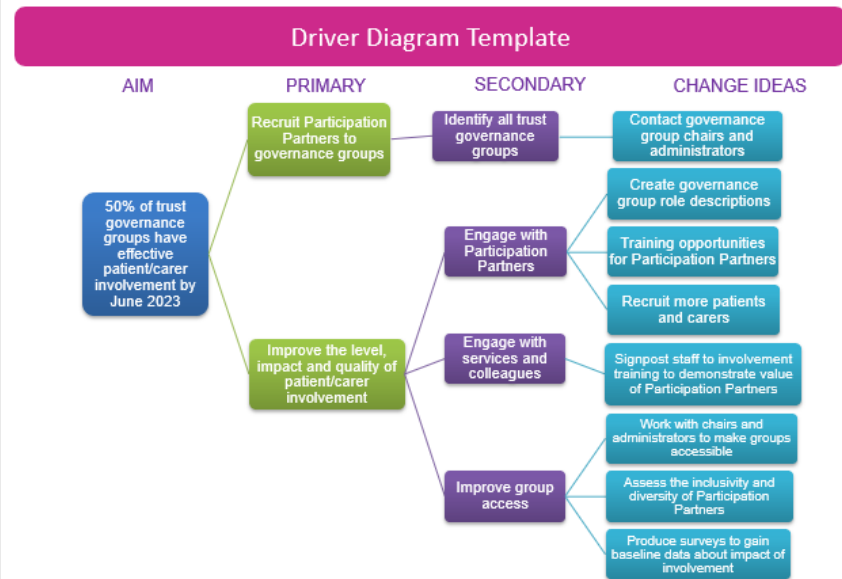 Driver Diagram Template
AIM
PRIMARY
SECONDARY
CHANGE IDEAS
50% of trust
governance
groups have
effective
patient/carer
involvement by
June 2023
Recruit Participation
Partners to
governance groups
Improve the level,
impact and quality of
patient/carer
involvement
Identify all trust
governance
groups
Engage with
Participation
Partners
Engage with
services and
colleagues
Improve group
access
Contact governance
group chairs and
administrators
Create governance
group role descriptions
Training opportunities
for Participation Partners
Recruit more patients
and carers
Signpost staff to involvement
training to demonstrate value
of Participation Partners
Work with chairs and
administrators to make groups
accessible
Assess the inclusivity and
diversity of Participation
Partners
Produce surveys to gain
baseline data about impact of
involvement